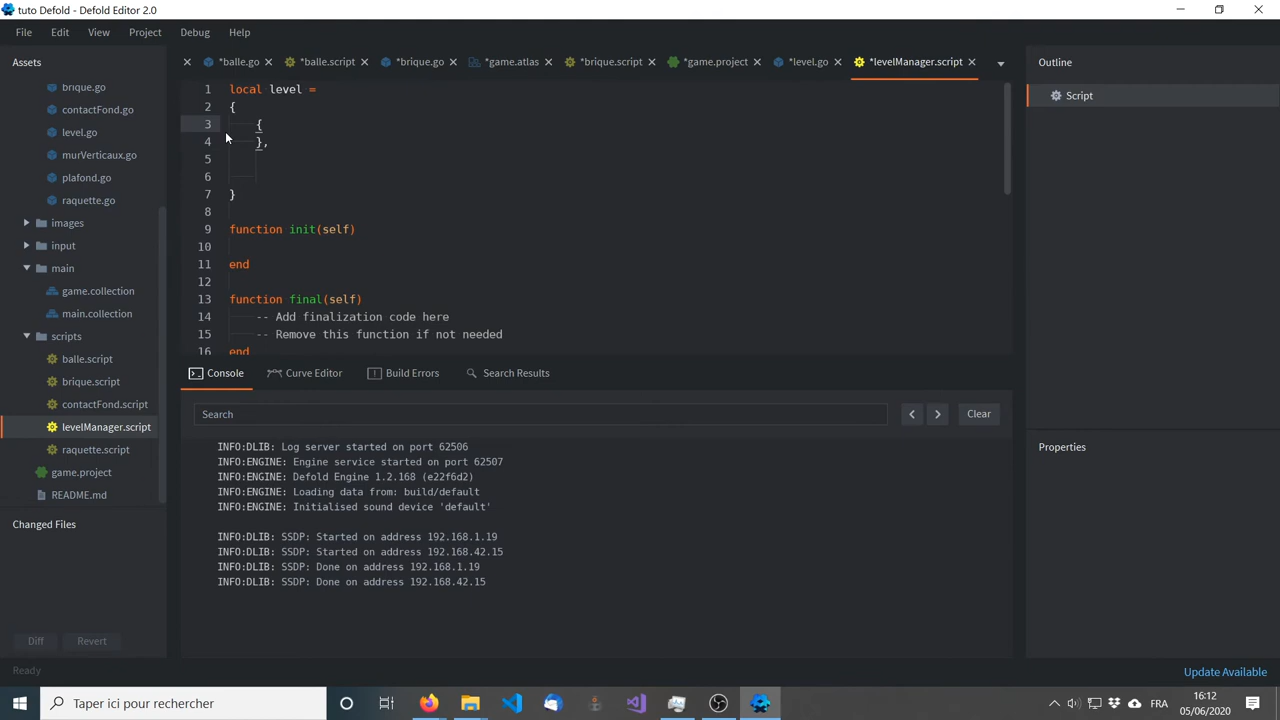 tuto Defold - Defold Editor 2.0
File Edit View Project Debug Help
Assets
brique.go
contactFond.go
level.go
murVerticaux.go
plafond.go
raquette.go
images
input
main
game.collection
main.collection
scripts
balle.script
brique.script
contactFond.script
levelManager.script
raquette.script
game.project
README.md
Changed Files
Diff Revert
Ready
*balle.go *balle.script *brique.go *game.atlas *brique.script *game.project *level.go *levelManager.script
1 local level =
2 {
3 {
4 },
5
6
7 }
8
9 function init(self)
10
11 end
12
13 function final(self)
14 -- Add finalization code here
15 -- Remove this function if not needed
16 end
Console Curve Editor Build Errors Search Results
Search
Clear
INFO:DLIB: Log server started on port 62506
INFO:ENGINE: Engine service started on port 62507
INFO:ENGINE: Defold Engine 1.2.168 (e22f6d2)
INFO:ENGINE: Loading data from: build/default
INFO:ENGINE: Initialised sound device 'default'
INFO:DLIB: SSDP: Started on address 192.168.1.19
INFO:DLIB: SSDP: Started on address 192.168.42.15
INFO:DLIB: SSDP: Done on address 192.168.1.19
INFO:DLIB: SSDP: Done on address 192.168.42.15
Outline
Script
Properties
Update Available
Taper ici pour rechercher
FRA
16:12
05/06/2020